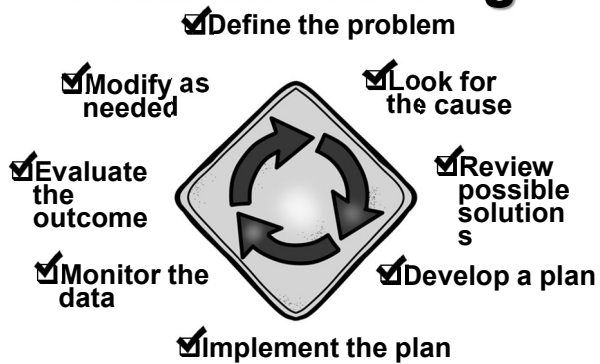 Define the problem
Look for
the cause
Review
possible
solution
s
Develop a plan
Implement the plan
Monitor the
data
Evaluate
the
outcome
Modify as
needed